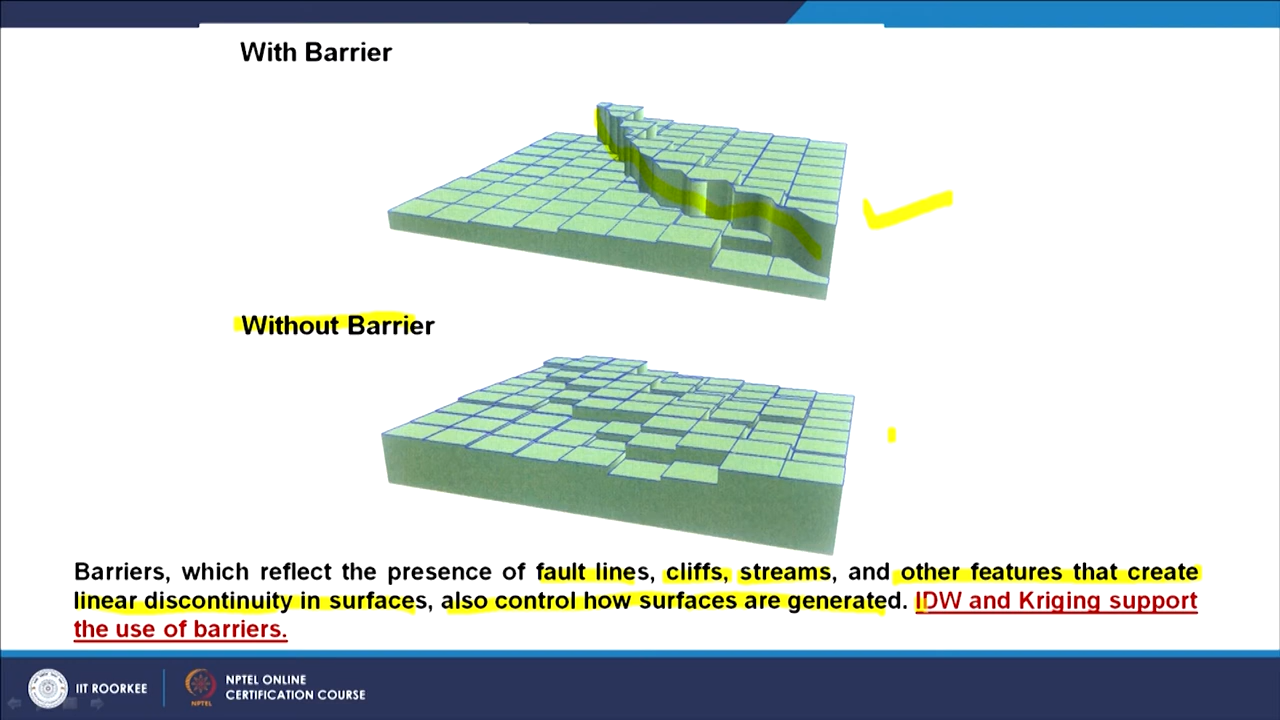 With Barrier
Without Barrier
Barriers, which reflect the presence of fault lines, cliffs, streams, and other features that create
linear discontinuity in surfaces, also control how surfaces are generated. IDW and Kriging support
the use of barriers.
IIT ROORKEE
NPTEL
NPTEL ONLINE
CERTIFICATION COURSE